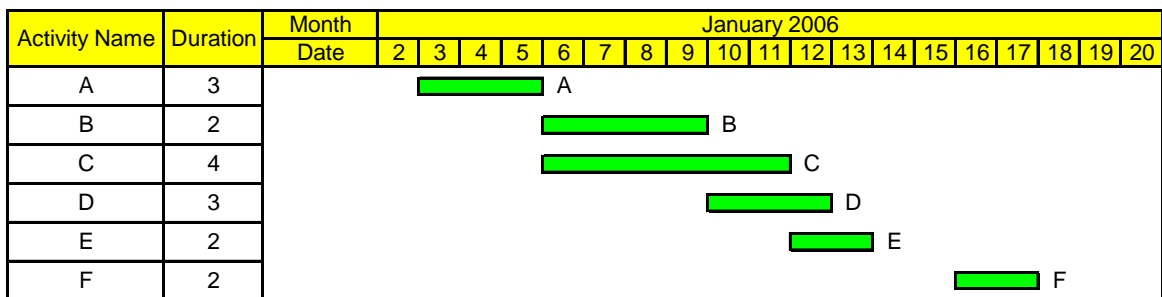 Activity Name Duration Month January 2006
Date 2 3 4 5 6 7 8 9 10 11 12 13 14 15 16 17 18 19 20
A 3 A
B 2 B
C 4 C
D 3 D
E 2 E
F 2 F